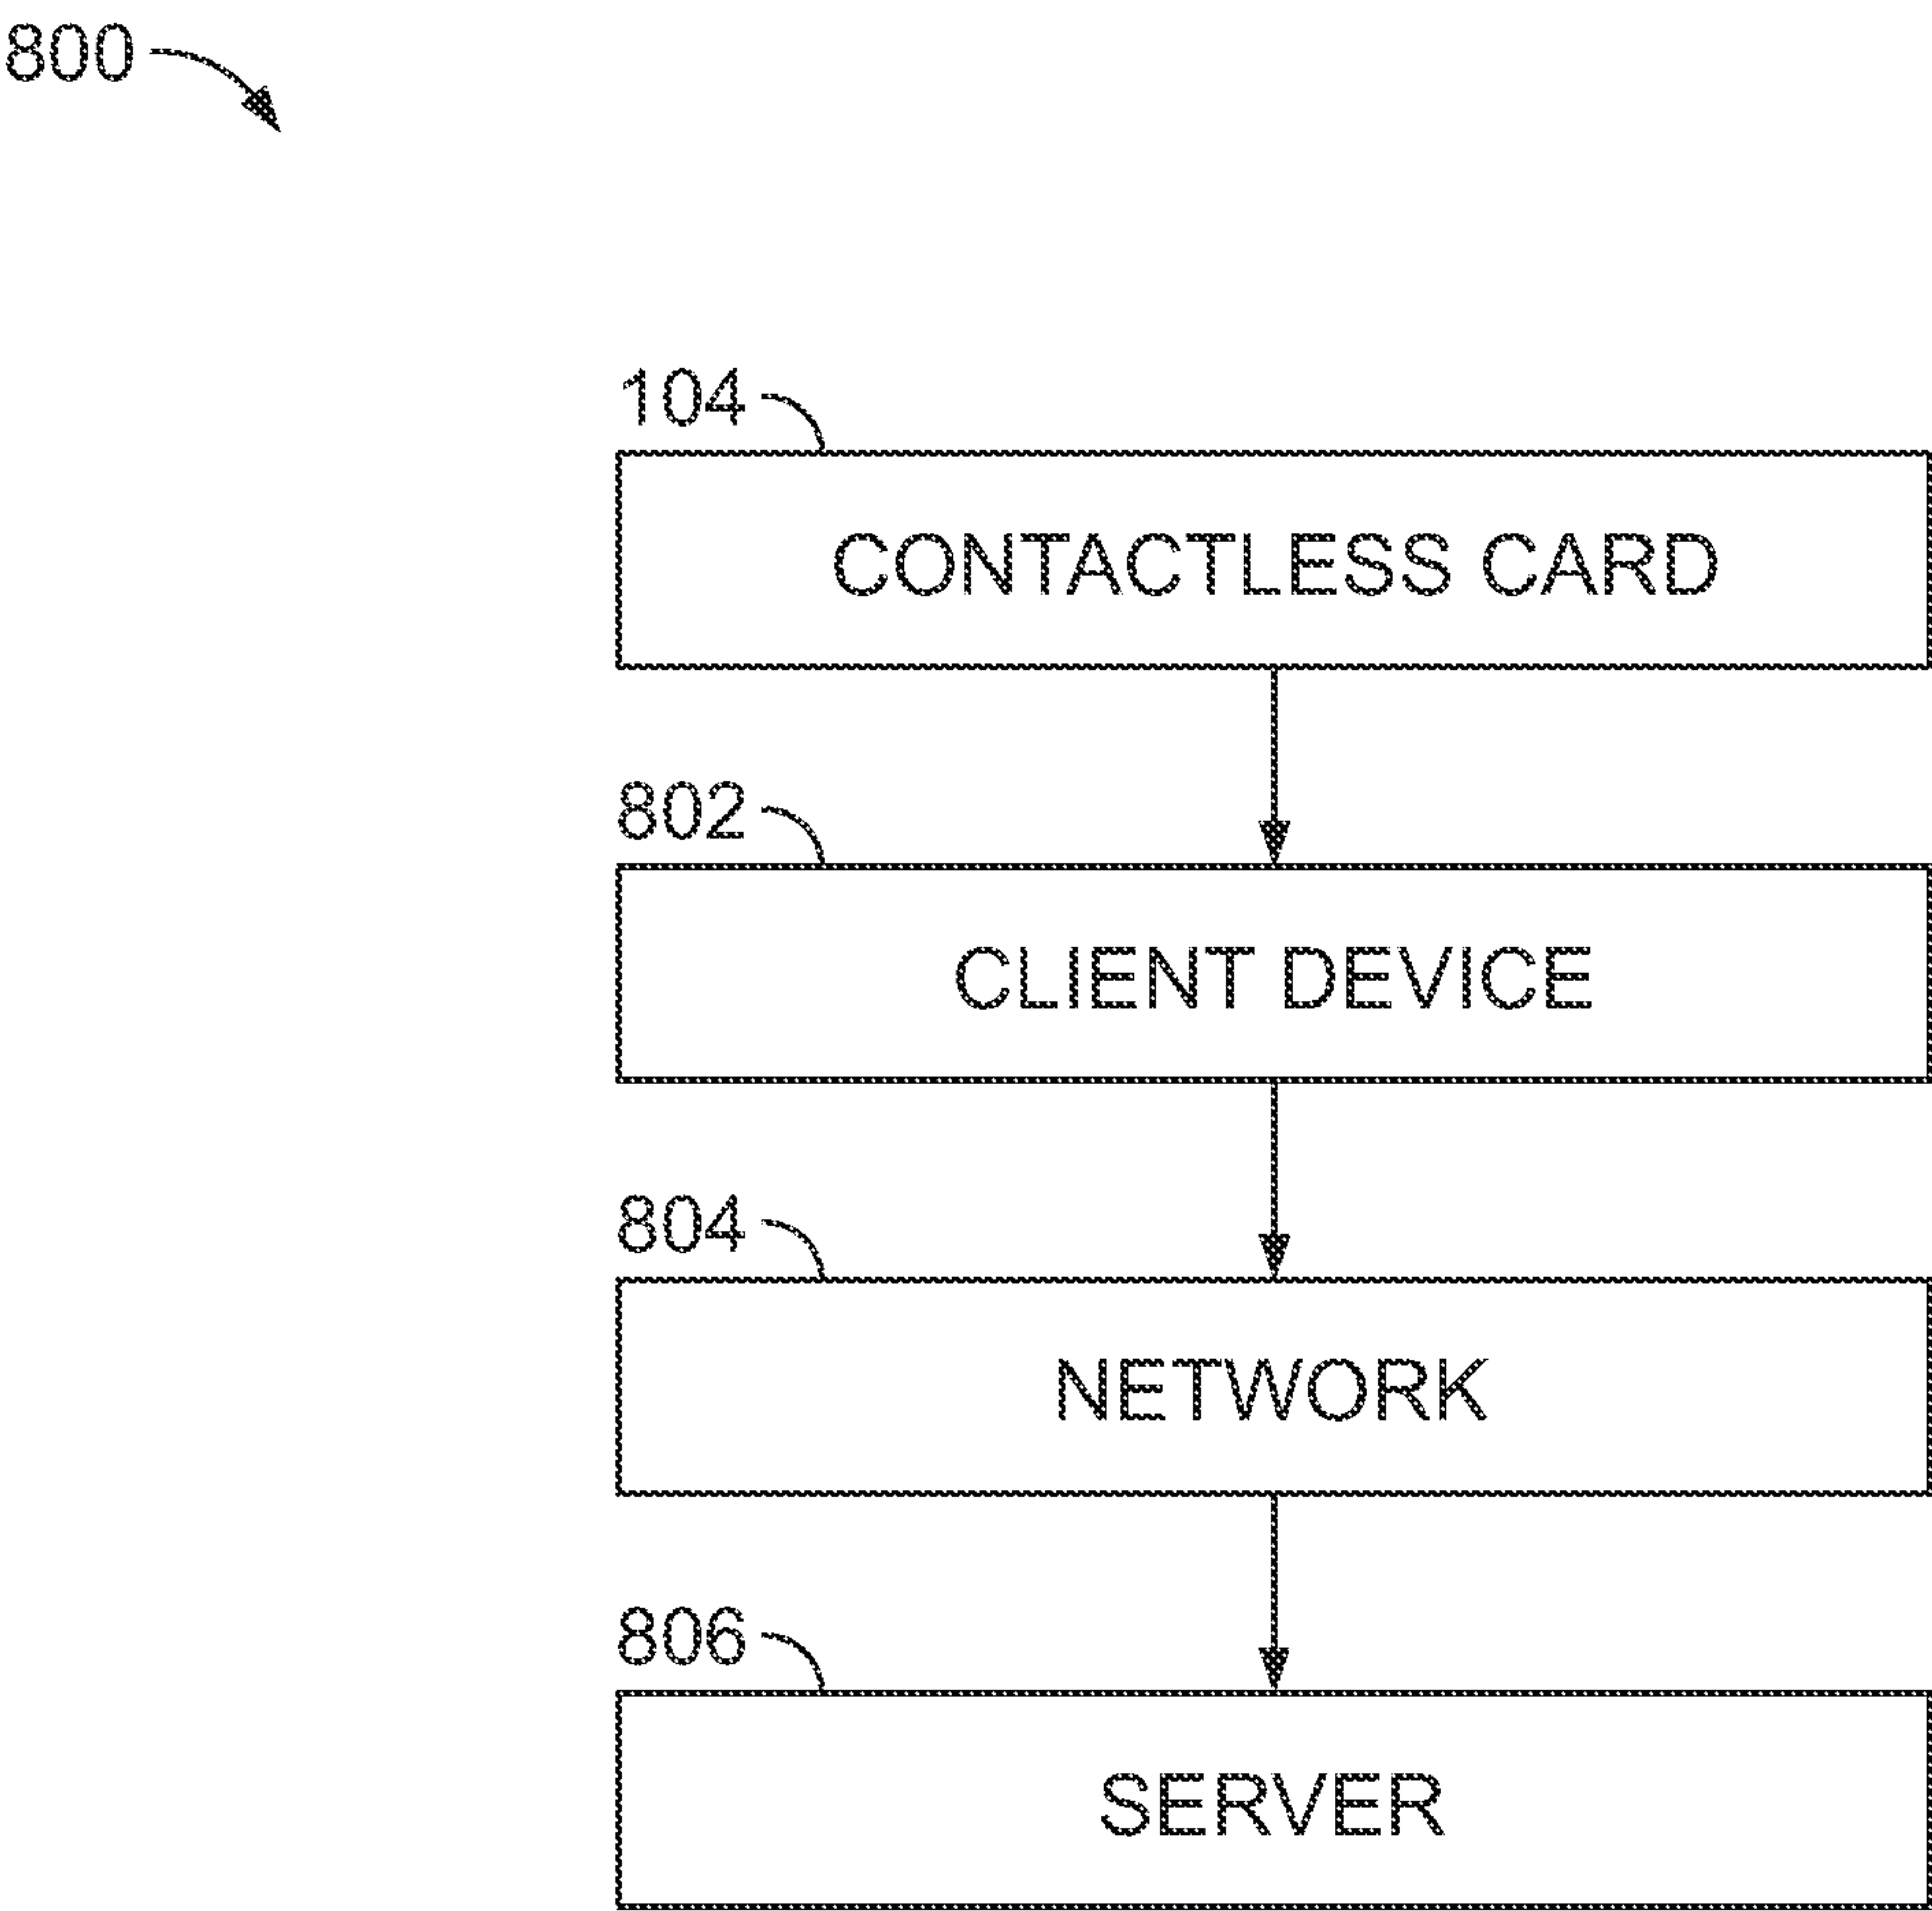 800
104
CONTACTLESS CARD
802
CLIENT DEVICE
804
NETWORK
806
SERVER